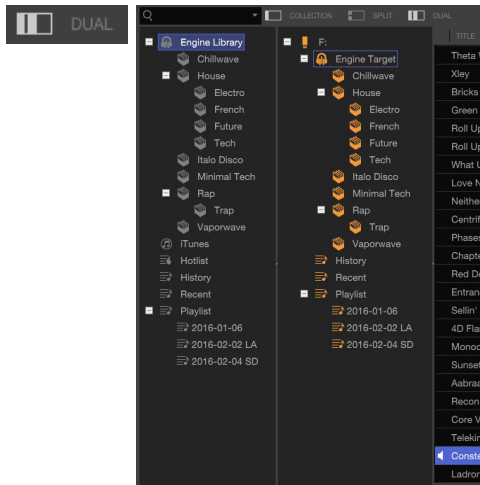 DUAL
COLLECTION SPLIT DUAL
Engine Library
Chillwave
House
Electro
French
Future
Tech
Italo Disco
Minimal Tech
Rap
Trap
Vaporwave
iTunes
Hotlist
History
Recent
Playlist
2016-01-06
2016-02-02 LA
2016-02-04 SD
F:
Engine Target
Chillwave
House
Electro
French
Future
Tech
Italo Disco
Minimal Tech
Rap
Trap
Vaporwave
History
Recent
Playlist
2016-01-06
2016-02-02 LA
2016-02-04 SD
TITLE
Theta
Xley
Bricks
Green
Roll Up
Roll Up
What
Love
Neithe
Centrif
Phases
Chapte
Red
Entran
Sellin'
4D Fla
Monoc
Sunset
Aabraa
Recon
Core
Telekin
Conste
Ladron